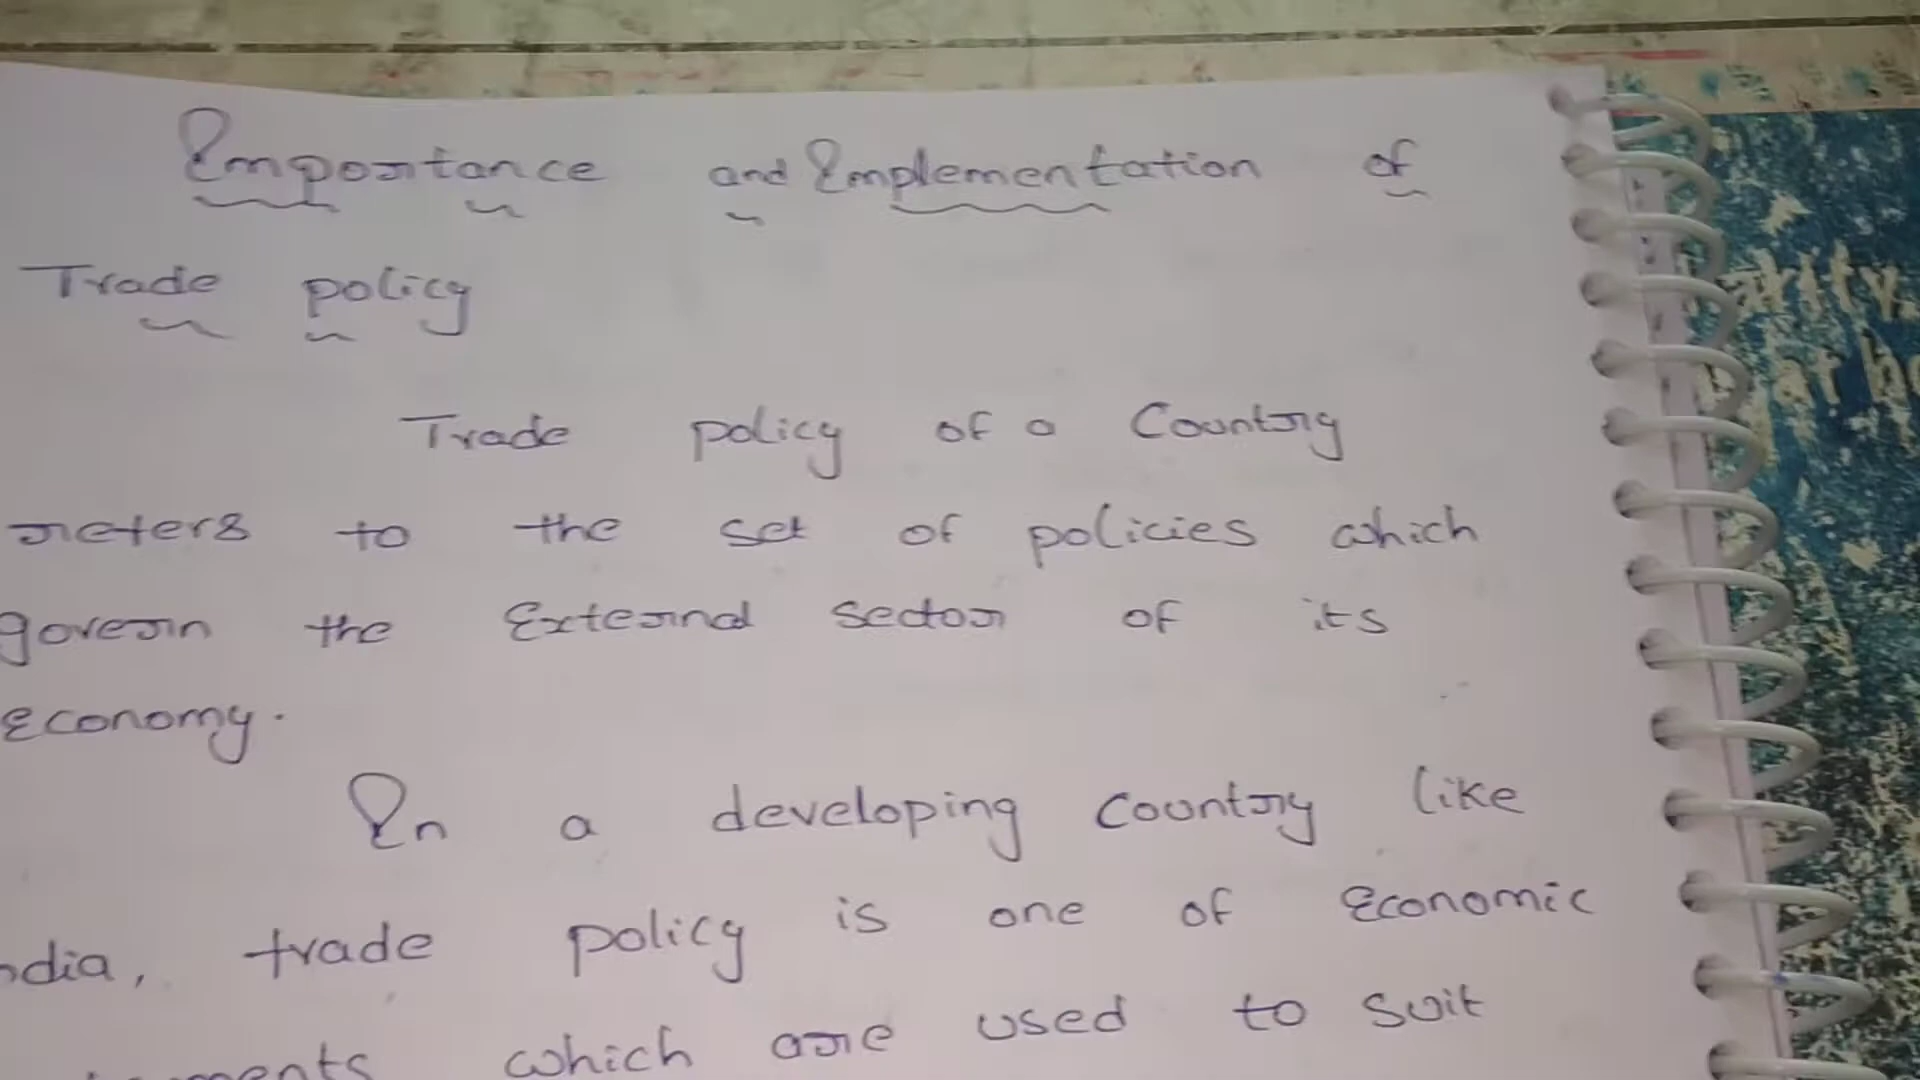 Importance and Implementation of
Trade policy
Trade policy of a Country
refers to the set of policies which
govern the External sector of its
economy.
In a developing country like
ndia, trade policy is one of Economic
ments which are used to suit